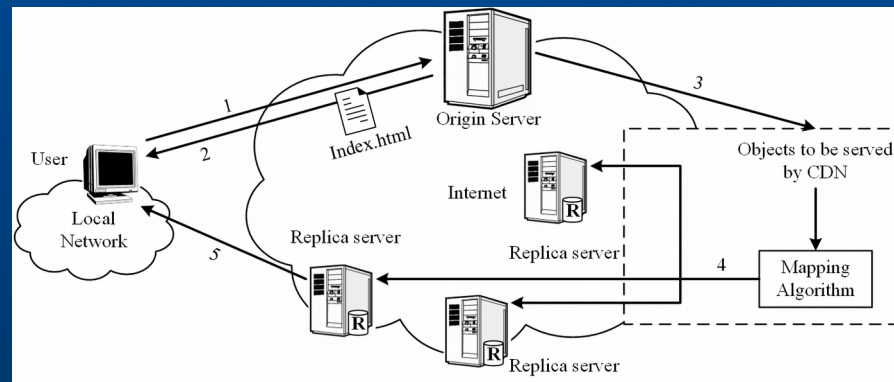 1
2
3
Index.html
Origin Server
User
Objects to be served
by CDN
Internet
R
Local
Network
5
Replica server
Replica server
4
Mapping
Algorithm
R
R
Replica server